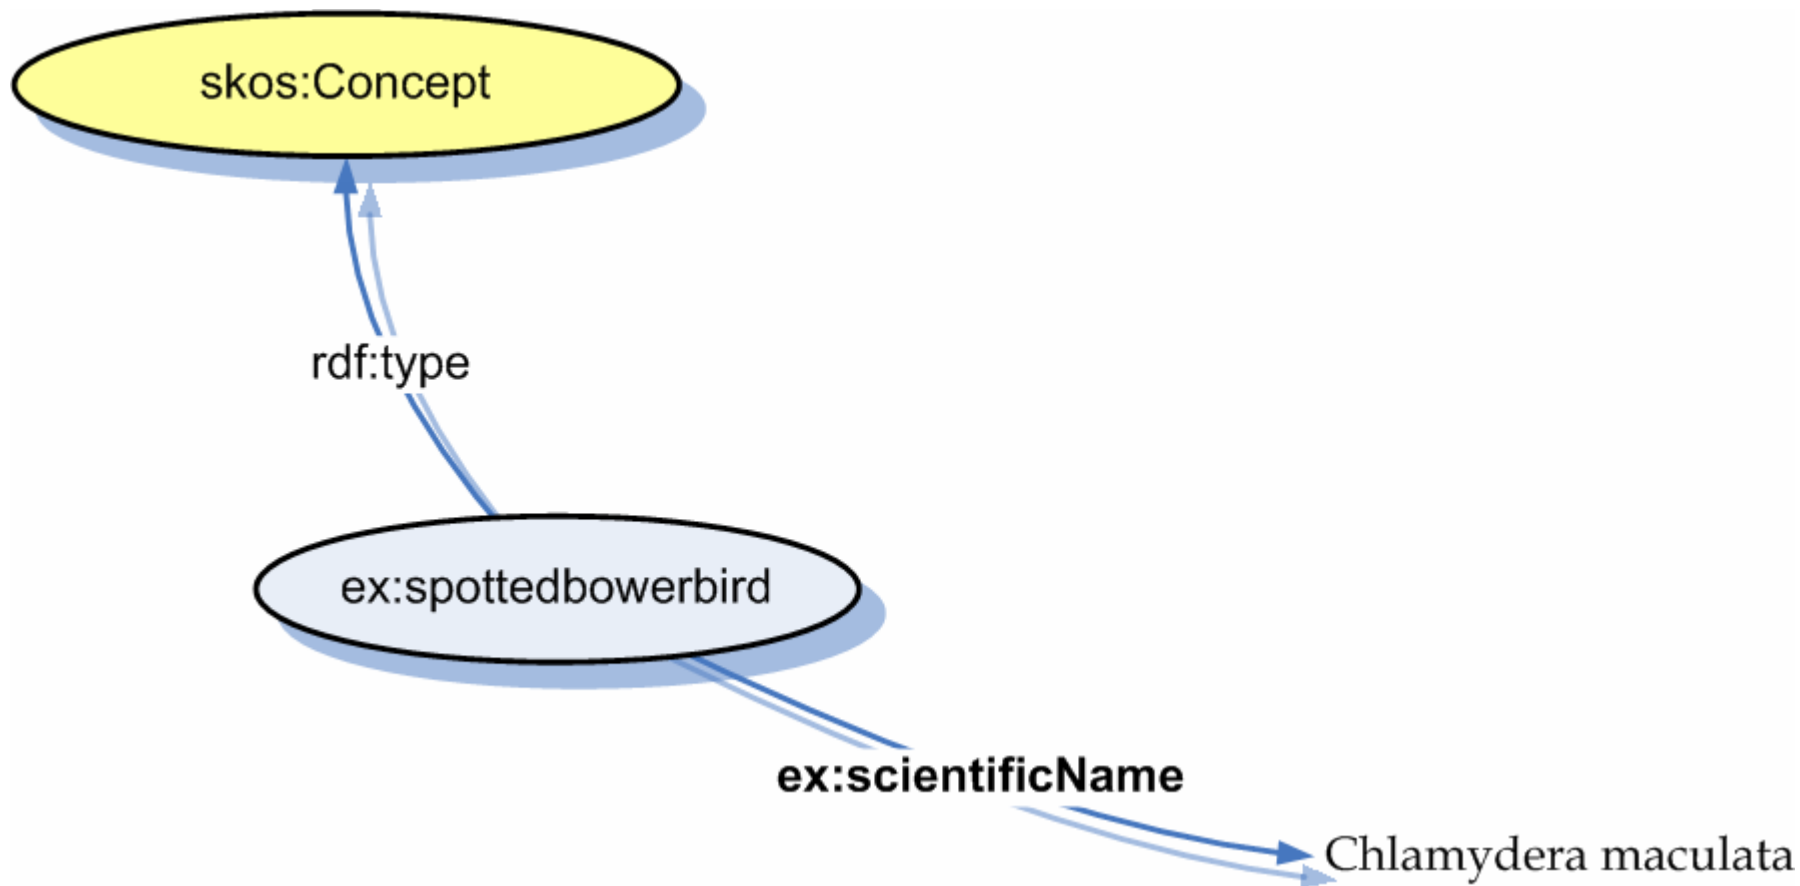 skos:Concept
rdf:type
ex:spottedbowerbird
ex:scientificName
Chlamydera maculata